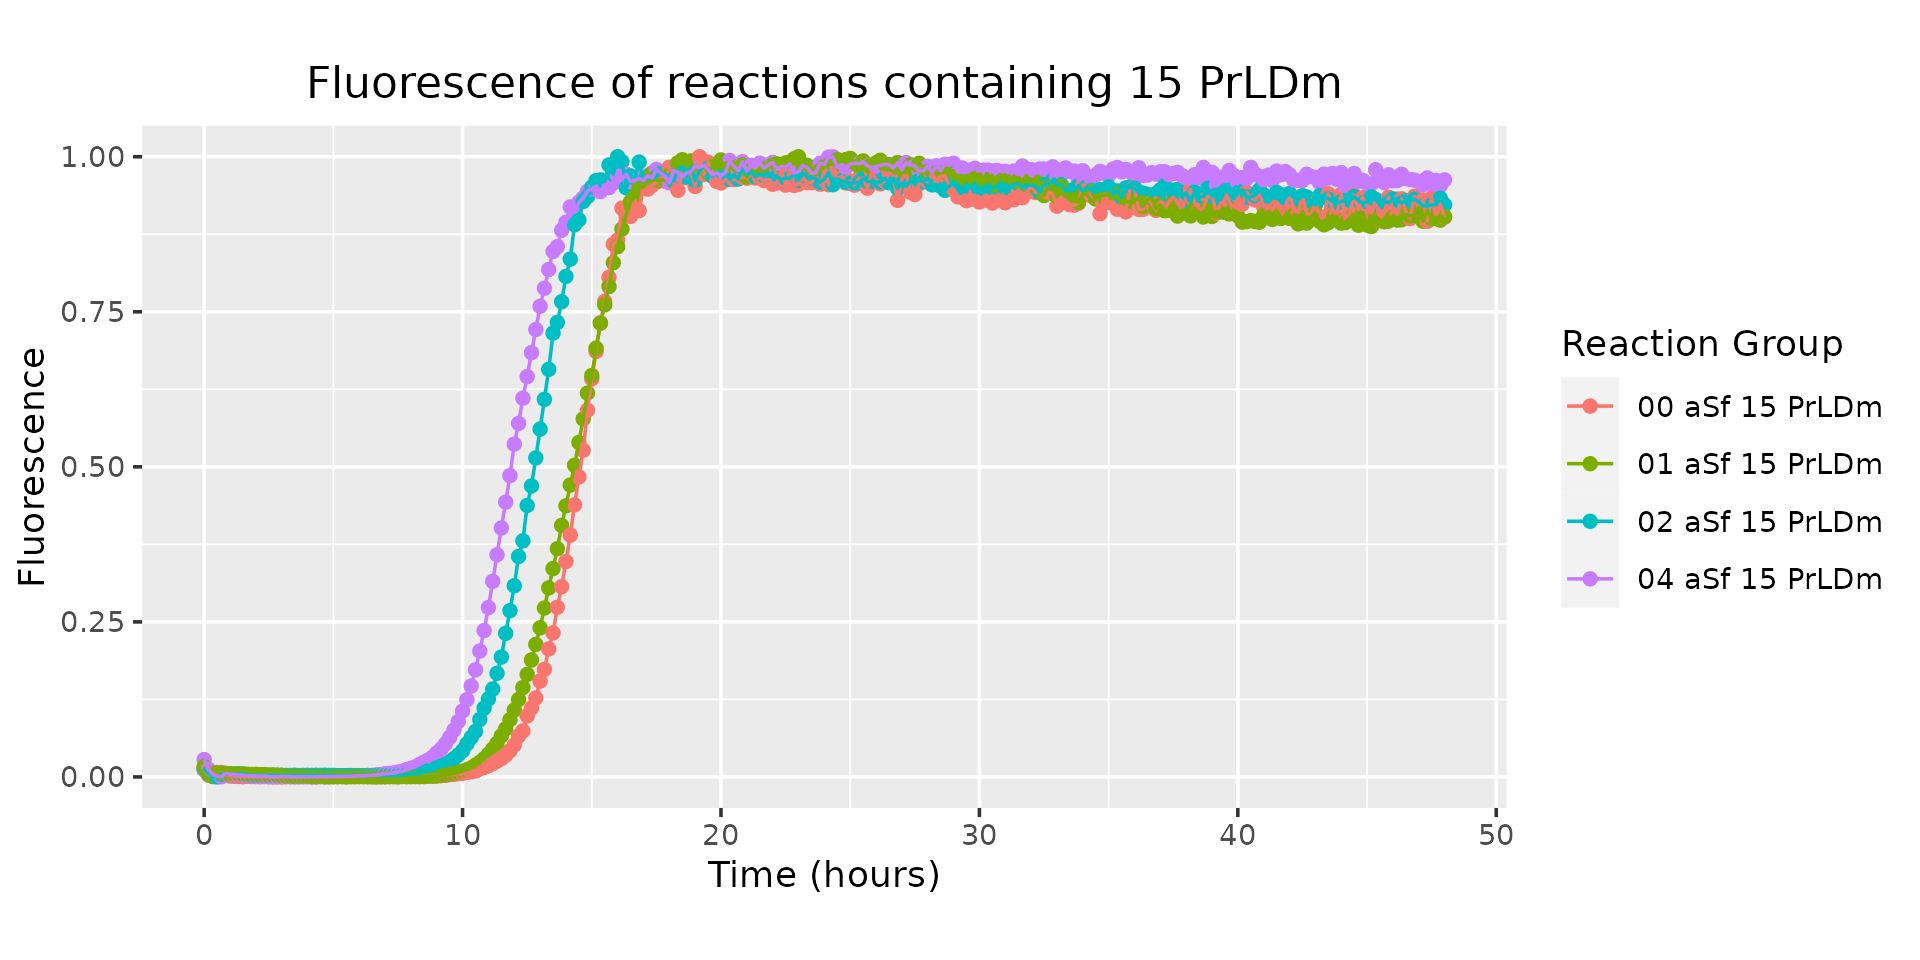 Fluorescence of reactions containing 15 PrLDm
1.00
0.75
0.50
0.25
0.00
Fluorescence
0 10 20 30 40 50
Time (hours)
Reaction Group
00 aSf 15 PrLDm
01 aSf 15 PrLDm
02 aSf 15 PrLDm
04 aSf 15 PrLDm